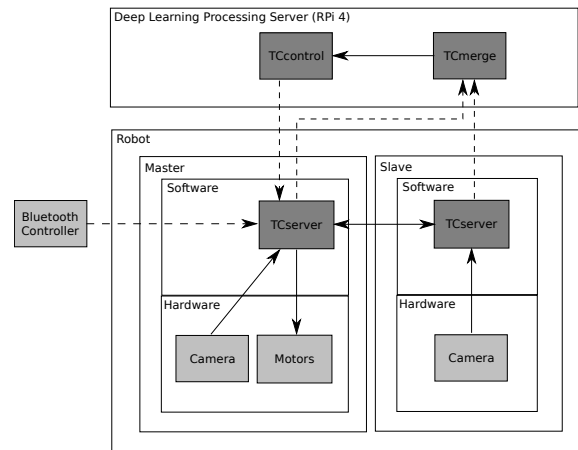 Deep Learning Processing Server (RPi 4)
TCcontrol
TCmerge
Robot
Master
Slave
Software
Software
Bluetooth
Controller
TCserver
TCserver
Hardware
Hardware
Camera
Motors
Camera